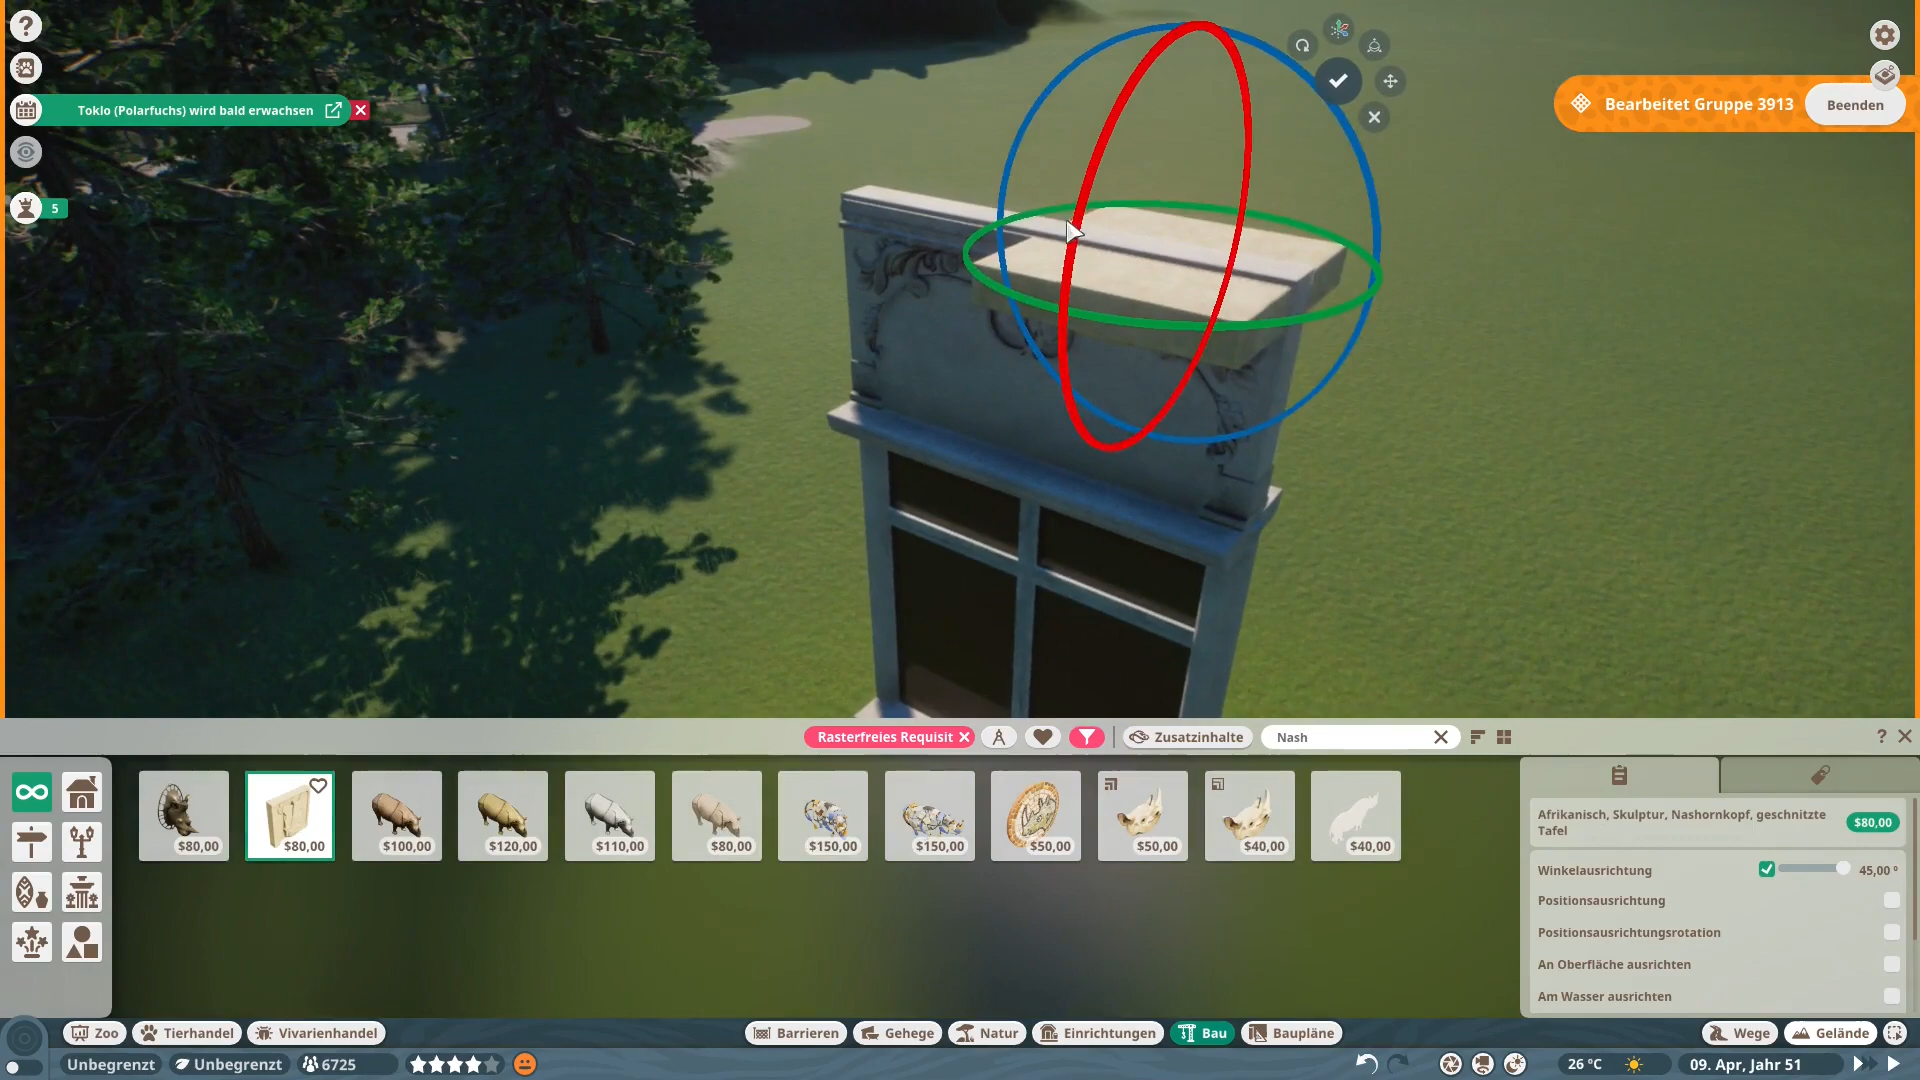 Toklo (Polarfuchs) wird bald erwachsen
5
Bearbeitet Gruppe 3913
Beenden
Rasterfreies Requisit
Zusatzinhalte
Nash
$80,00
$80,00
$100,00
$120,00
$110,00
$80,00
$150,00
$150,00
$50,00
$50,00
$40,00
$40,00
Afrikanisch, Skulptur, Nashornkopf, geschnitzte
Tafel
$80,00
Winkelausrichtung
45,00 °
Positionsausrichtung
Positionsausrichtungsrotation
An Oberfläche ausrichten
Am Wasser ausrichten
Zoo
Tierhandel
Vivarienhandel
Barrieren
Gehege
Natur
Einrichtungen
Bau
Baupläne
Wege
Gelände
Unbegrenzt
Unbegrenzt
6725
26 °C
09. Apr, Jahr 51